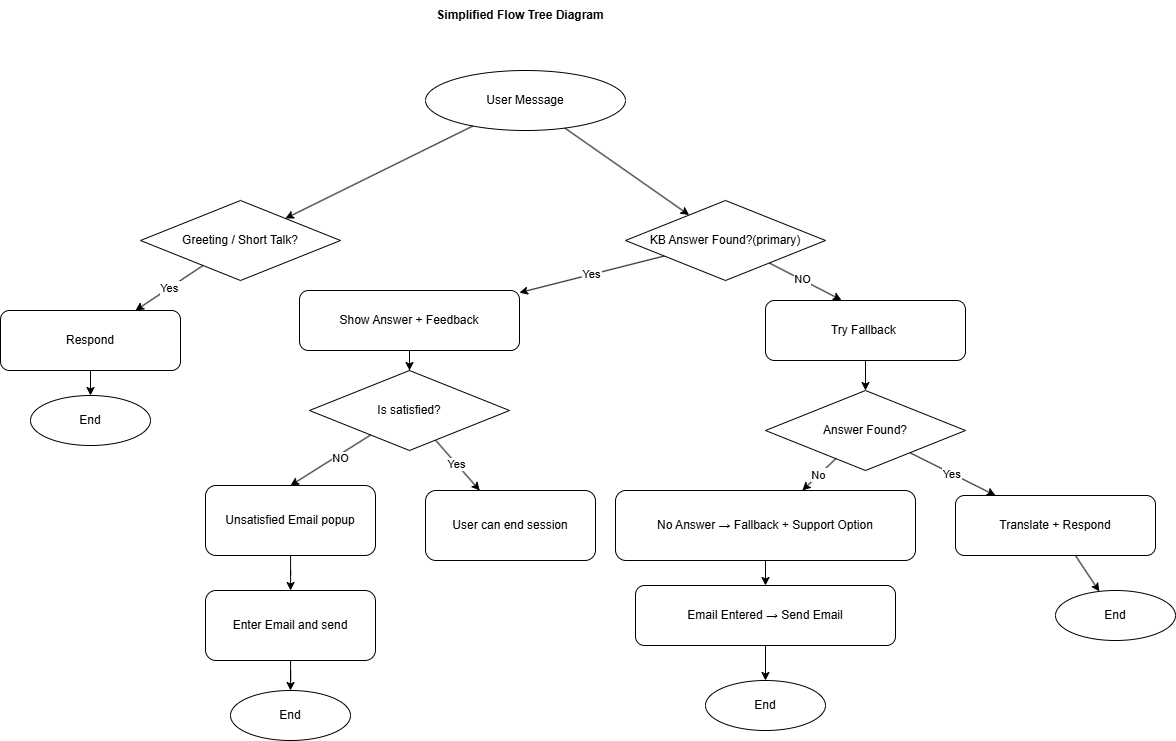 Simplified Flow Tree Diagram
User Message
Greeting / Short Talk?
KB Answer Found?(primary)
Yes
Yes
NO
Respond
Show Answer + Feedback
Try Fallback
End
Is satisfied?
Answer Found?
NO
Yes
No
Yes
Unsatisfied Email popup
User can end session
No Answer → Fallback + Support Option
Translate + Respond
Enter Email and send
Email Entered → Send Email
End
End
End